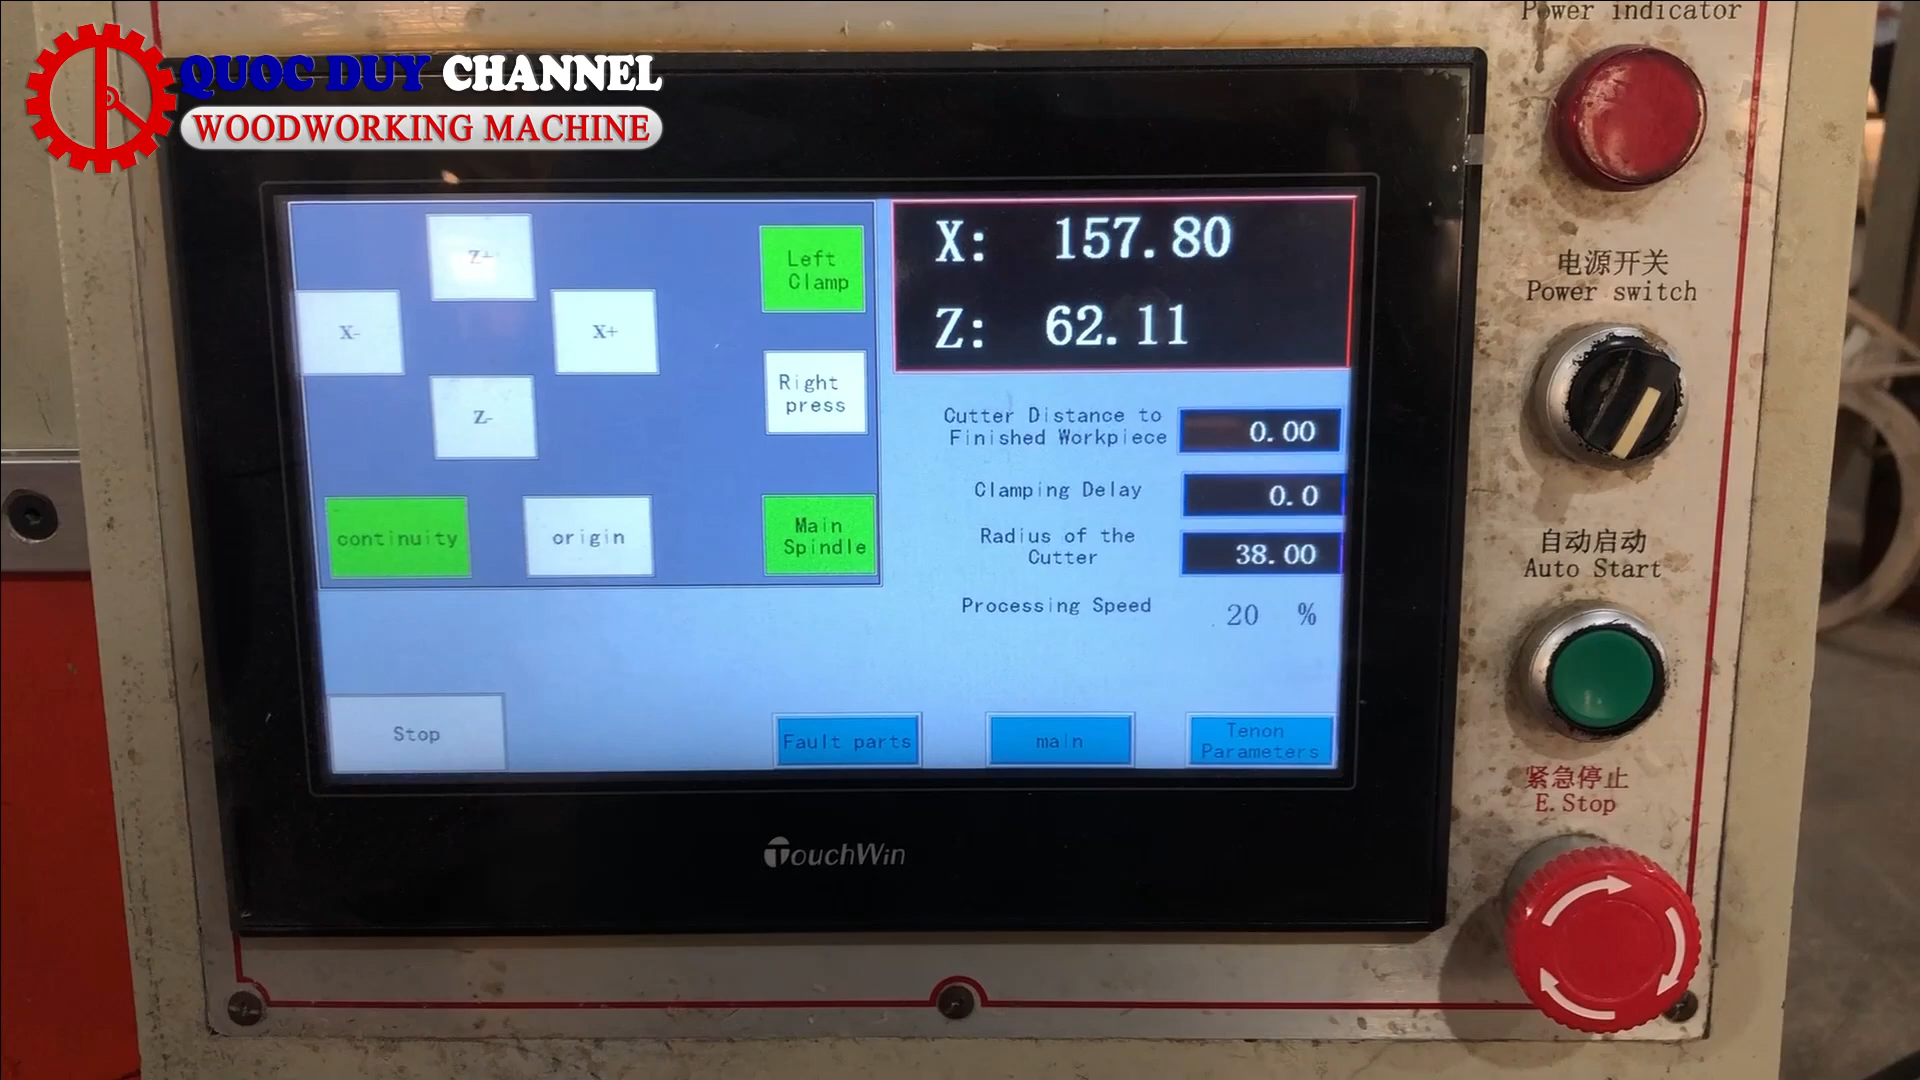 QUOC DUY CHANNEL
WOODWORKING MACHINE
Power indicator
Z+
X-
X+
Z-
Left
Clamp
Right
press
continuity
origin
Main
Spindle
X: 157.80
Z: 62.11
Cutter Distance to
Finished Workpiece
0.00
Clamping Delay
0.0
Radius of the
Cutter
38.00
Processing Speed
20 %
Stop
Fault parts
main
Tenon
Parameters
TouchWin
电源开关
Power switch
自动启动
Auto Start
紧急停止
E.Stop